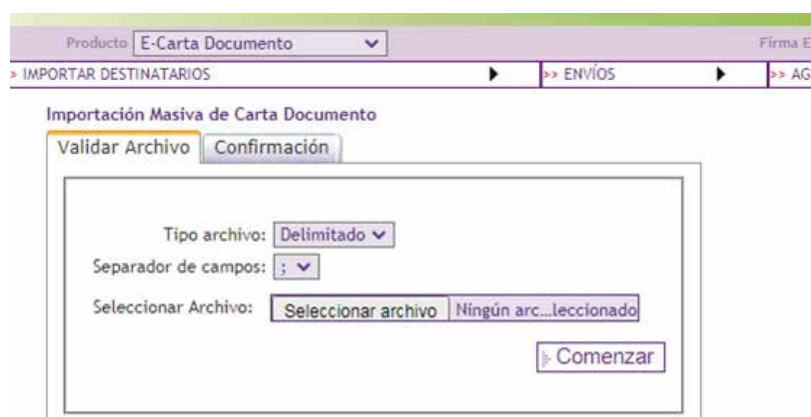 Producto E-Carta Documento Firma E
> IMPORTAR DESTINATARIOS >> ENVÍOS >> AG
Importación Masiva de Carta Documento
Validar Archivo Confirmación
Tipo archivo: Delimitado
Separador de campos: ;
Seleccionar Archivo: Seleccionar archivo Ningún arc...leccionado
Comenzar